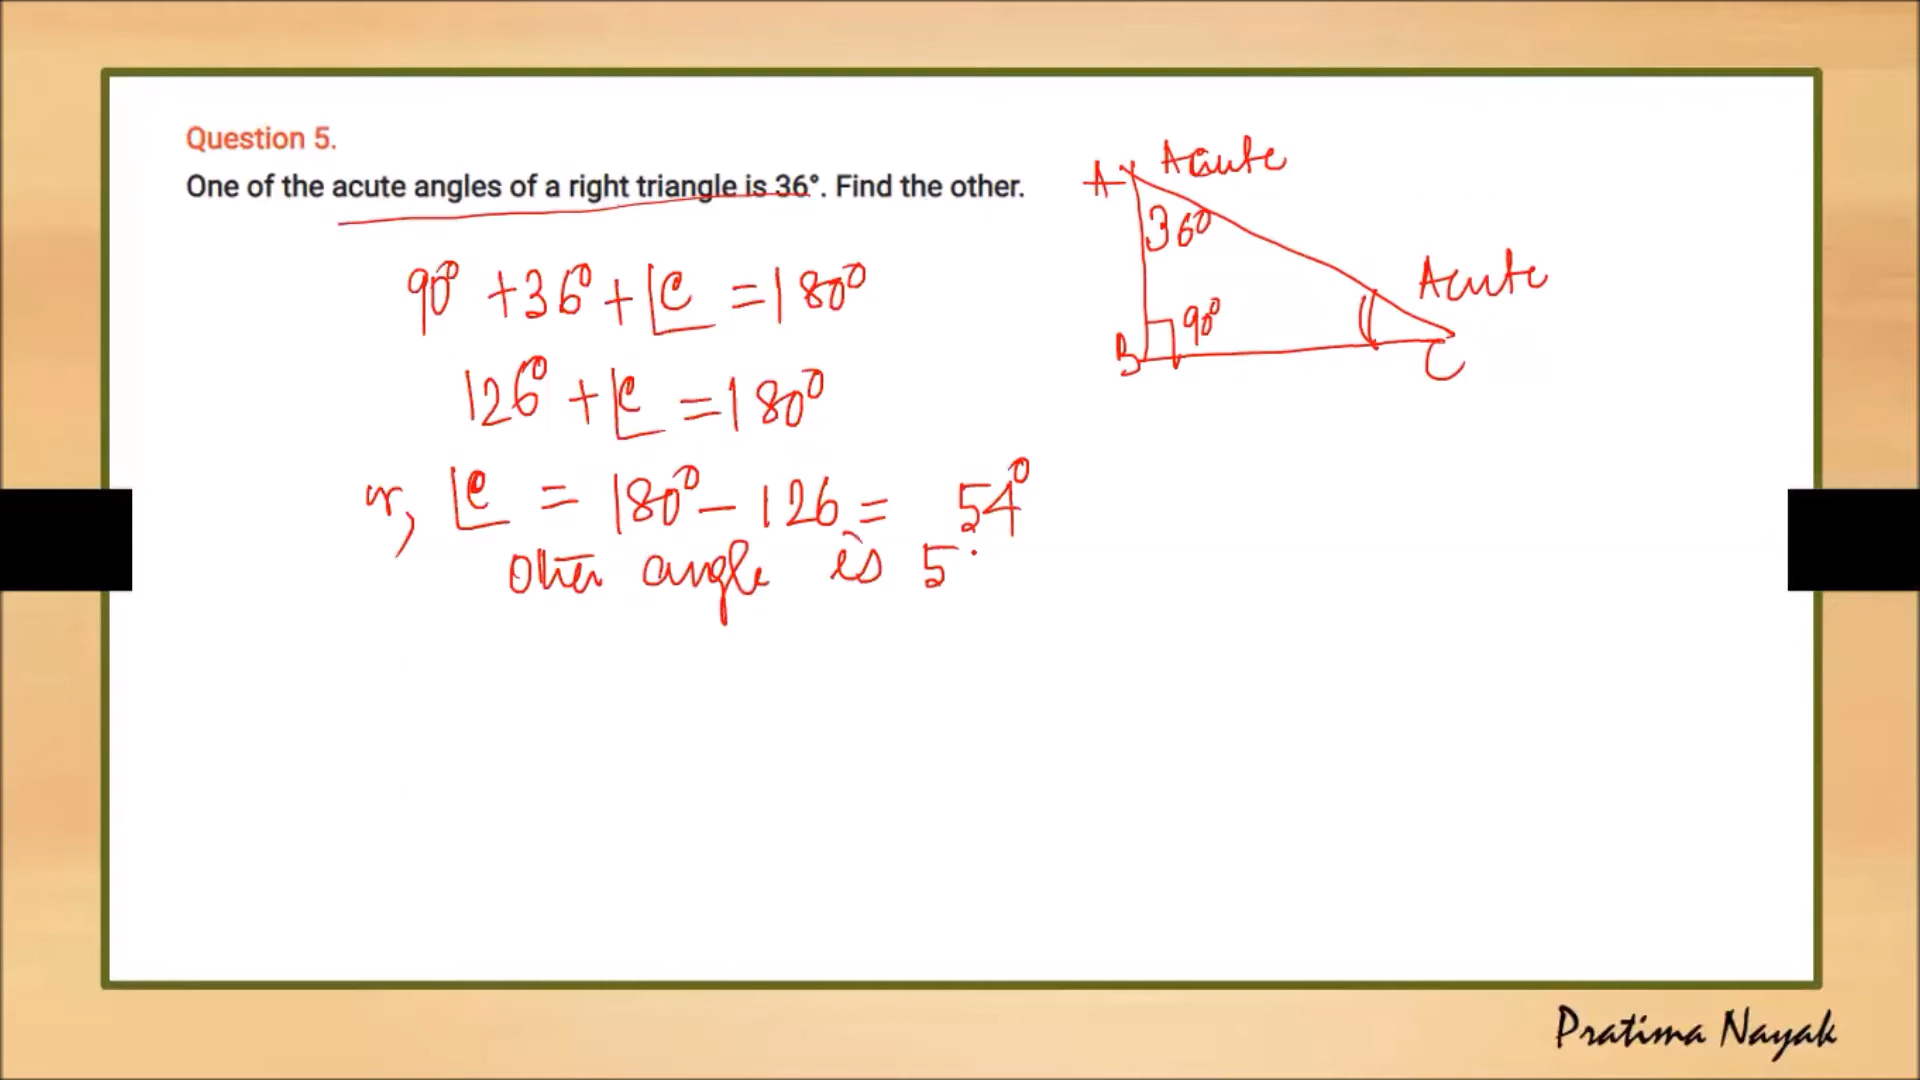 Question 5.
One of the acute angles of a right triangle is 36°. Find the other.
A Acute
36°
Acute
B 90°
C
90° + 36° + ∠C = 180°
126° + ∠C = 180°
or, ∠C = 180° - 126 = 54°
other angle is 5
Pratima Nayak